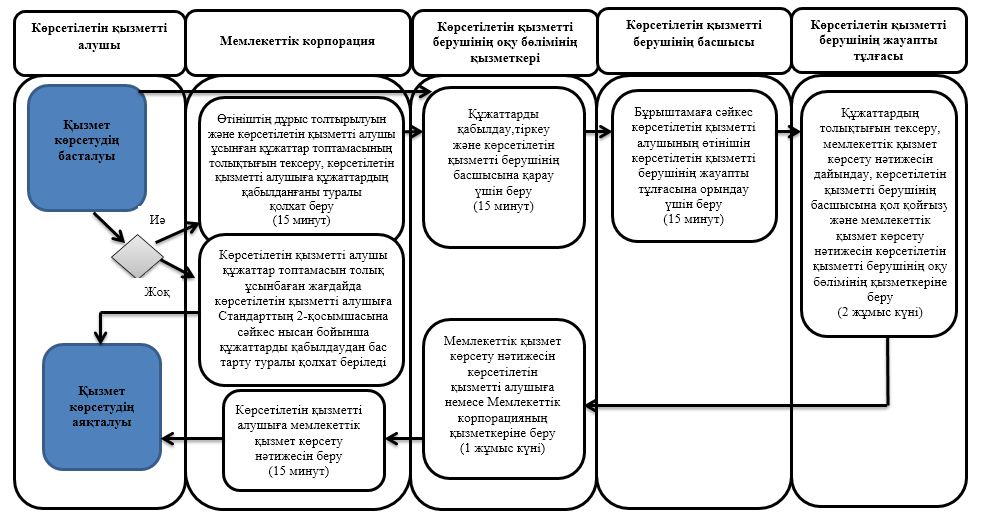 Көрсетілетін қызметті
алушы
Мемлекеттік корпорация
Көрсетілетін қызметті
берушінің оқу бөлімінің
қызметкері
Көрсетілетін қызметті
берушінің басшысы
Көрсетілетін қызметті
берушінің жауапты
тұлғасы
Қызмет
көрсетудің
басталуы
Өтініштің дұрыс толтырылуын
және көрсетілетін қызметті алушы
ұсынған құжаттар топтамасының
толықтығын тексеру, көрсетілетін
қызметті алушыға құжаттардың
қабылданғаны туралы
қолхат беру
(15 минут)
Құжаттарды
қабылдау,тіркеу
және көрсетілетін
қызметті берушінің
басшысына қарау
үшін беру
(15 минут)
Бұрыштамаға сәйкес
көрсетілетін қызметті
алушының өтінішін
көрсетілетін қызметті
берушінің жауапты
тұлғасына орындау
үшін беру
(15 минут)
Құжаттардың
толықтығын тексеру,
мемлекеттік қызмет
көрсету нәтижесін
дайындау, көрсетілетін
қызметті берушінің
басшысына қол қойғызу
және мемлекеттік
қызмет көрсету
нәтижесін көрсетілетін
қызметті берушінің оқу
бөлімінің қызметкеріне
беру
(2 жұмыс күні)
Иә
Жоқ
Көрсетілетін қызметті алушы
құжаттар топтамасын толық
ұсынбаған жағдайда
көрсетілетін қызметті алушыға
Стандарттың 2-қосымшасына
сәйкес нысан бойынша
құжаттарды қабылдаудан бас
тарту туралы қолхат беріледі
Мемлекеттік қызмет
көрсету нәтижесін
көрсетілетін
қызметті алушыға
немесе Мемлекеттік
корпорацияның
қызметкеріне беру
(1 жұмыс күні)
Қызмет
көрсетудің
аяқталуы
Көрсетілетін қызметті
алушыға мемлекеттік
қызмет көрсету
нәтижесін беру
(15 минут)